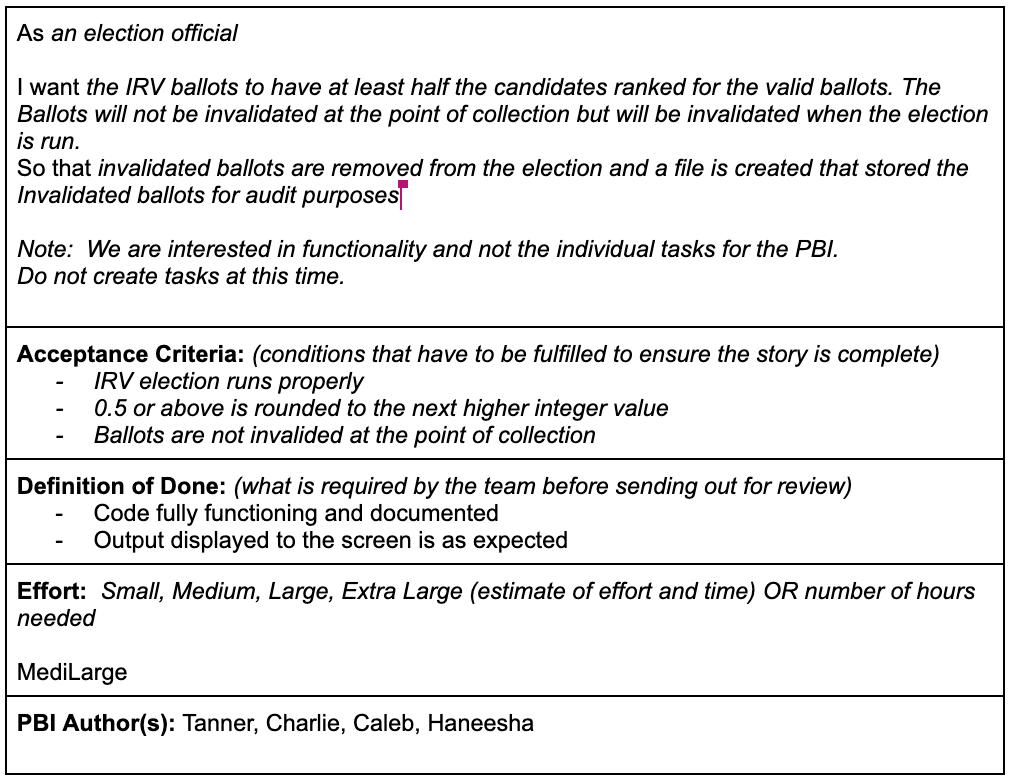 As an election official
I want the IRV ballots to have at least half the candidates ranked for the valid ballots. The
Ballots will not be invalidated at the point of collection but will be invalidated when the election
is run.
So that invalidated ballots are removed from the election and a file is created that stored the
Invalidated ballots for audit purposes
Note:  We are interested in functionality and not the individual tasks for the PBI.
Do not create tasks at this time.
Acceptance Criteria: (conditions that have to be fulfilled to ensure the story is complete)
- IRV election runs properly
- 0.5 or above is rounded to the next higher integer value
- Ballots are not invalided at the point of collection
Definition of Done: (what is required by the team before sending out for review)
- Code fully functioning and documented
- Output displayed to the screen is as expected
Effort:  Small, Medium, Large, Extra Large (estimate of effort and time) OR number of hours
needed
MediLarge
PBI Author(s): Tanner, Charlie, Caleb, Haneesha